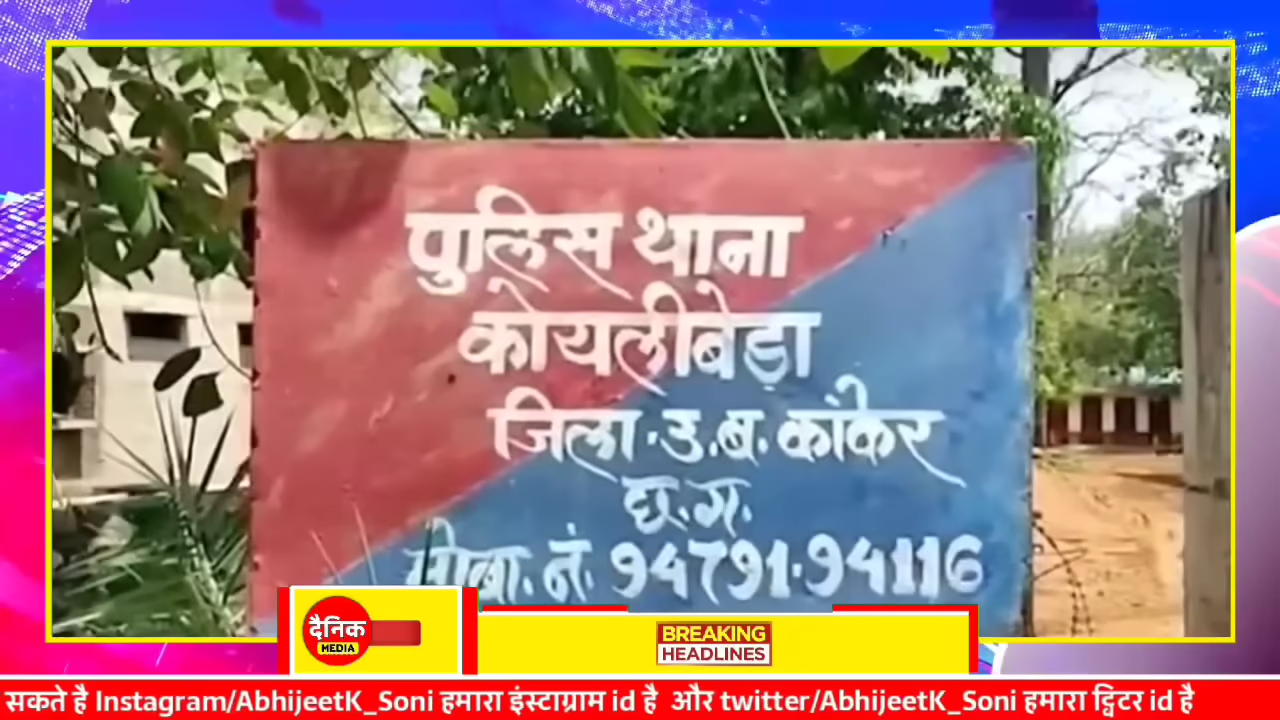 पुलिस थाना
कोयलीबेड़ा
जिला.उ.ब.कांकेर
छ.ग.
मोबा.नं. 94791.94116
दैनिक
MEDIA
BREAKING
HEADLINES
सकते है Instagram/AbhijeetK_Soni हमारा इंस्टाग्राम id है और twitter/AbhijeetK_Soni हमारा ट्विटर id है